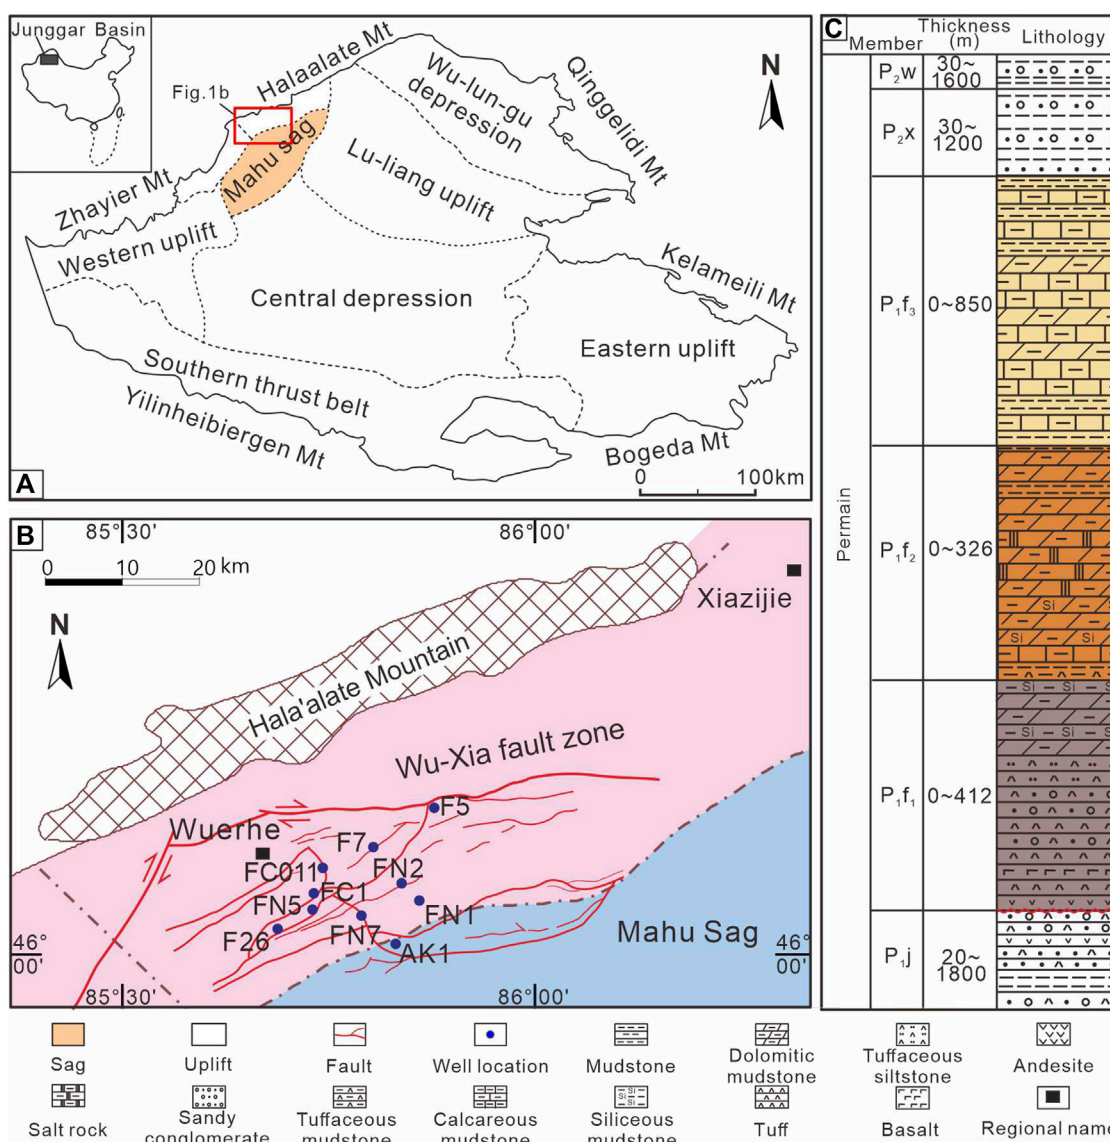 Junggar Basin
Fig.1b
Halaalate Mt
Wu-lun-gu
depression
Qinggelidi Mt
N
Mahu sag
Lu-liang uplift
Zhayier Mt
Western uplift
Kelameili Mt
Central depression
Eastern uplift
Southern thrust belt
Yilinheibiergen Mt
Bogeda Mt
0 100km
A
B
85°30' 86°00'
0 10 20 km
N
Xiazijie
Hala'alate Mountain
Wu-Xia fault zone
F5
Wuerhe
F7
FC011
FN2
FC1
FN5
FN1
F26
FN7
AK1
Mahu Sag
46°
00'
46°
00'
85°30' 86°00'
C
Member
Thickness
(m)
Lithology
Permain
P₂w
30~
1600
P₂x
30~
1200
P₁f₃
0~850
P₁f₂
0~326
Si
Si Si
P₁f₁
0~412
Si Si S
Si Si S
P₁j
20~
1800
Sag
Uplift
Fault
Well location
Mudstone
Dolomitic
mudstone
Tuffaceous
siltstone
Andesite
Salt rock
Sandy
conglomerate
Tuffaceous
mudstone
Calcareous
mudstone
Si
Si
Siliceous
mudstone
Tuff
Basalt
Regional name